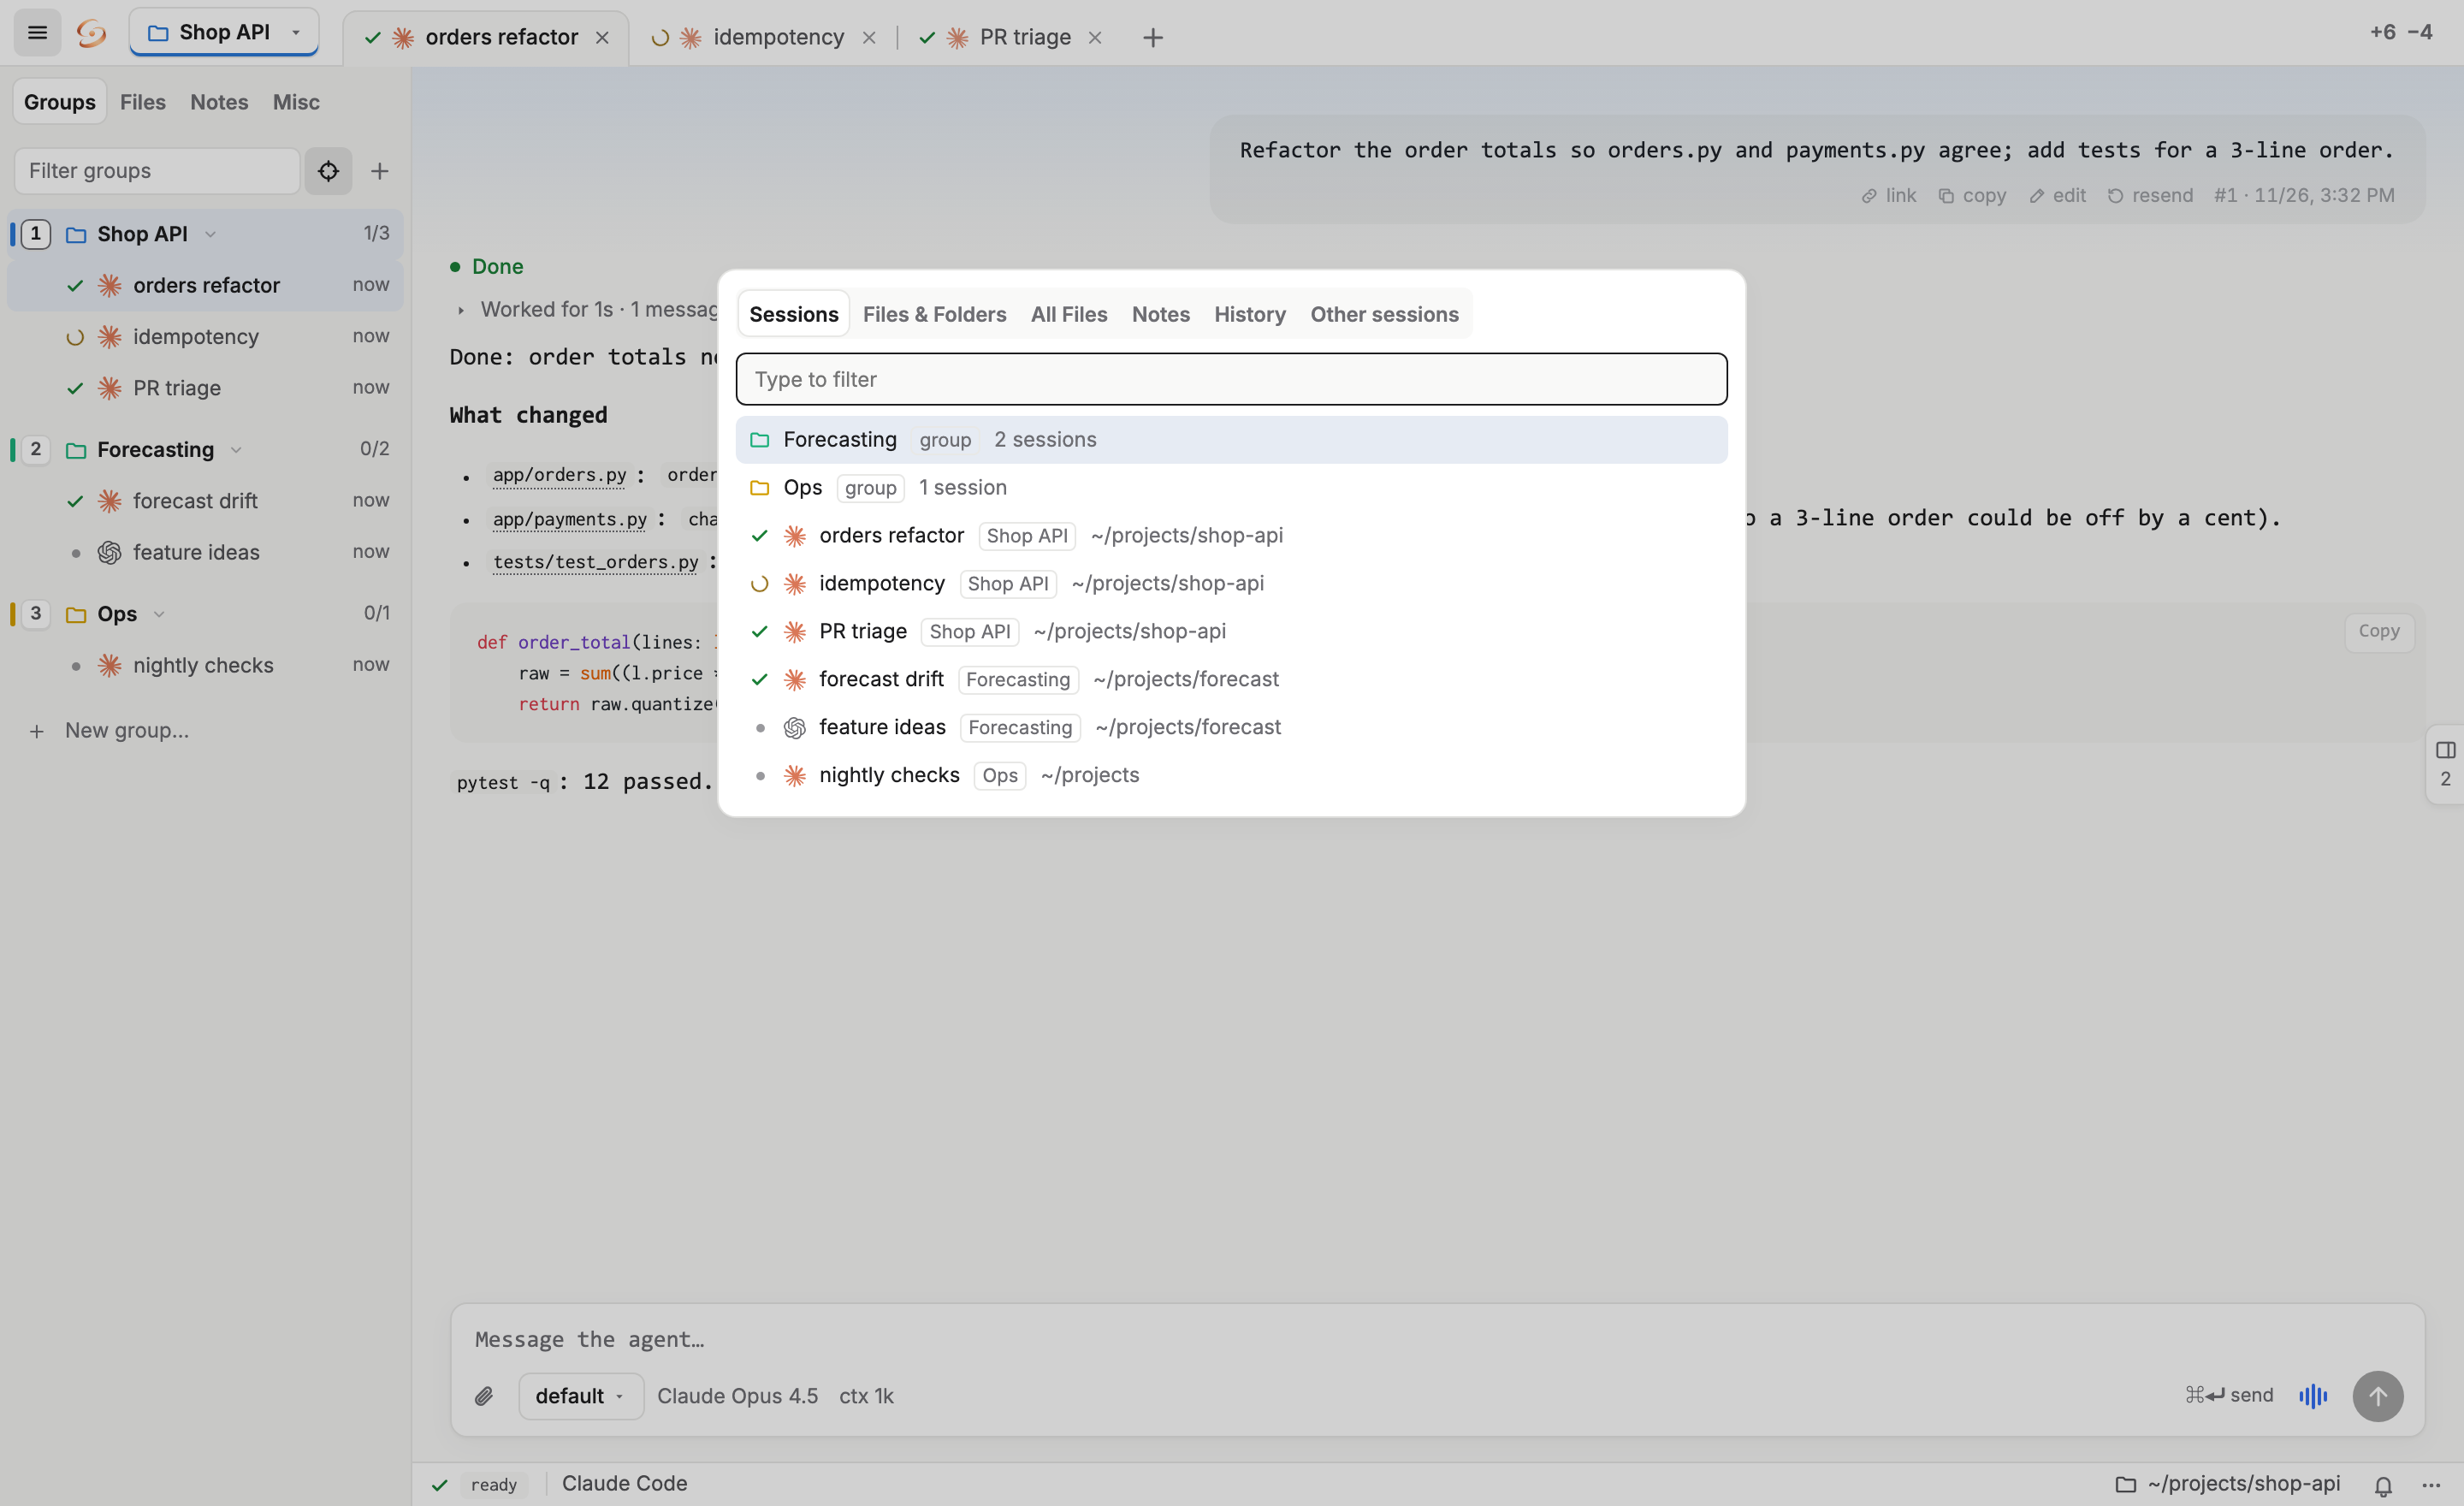 Shop API
orders refactor
idempotency
PR triage
+6 −4
Groups Files Notes Misc
Filter groups
1 Shop API 1/3
orders refactor now
idempotency now
PR triage now
2 Forecasting 0/2
forecast drift now
feature ideas now
3 Ops 0/1
nightly checks now
New group...
Refactor the order totals so orders.py and payments.py agree; add tests for a 3-line order.
link copy edit resend #1 · 11/26, 3:32 PM
Done
Worked for 1s · 1
Done: order totals
What changed
app/orders.py:
app/payments.py:
o a 3-line order could be off by a cent).
tests/test_orders.py:
Copy
def order_total(lines:
raw = sum((l.price
return raw.quantize
pytest -q: 12 passed.
Sessions Files & Folders All Files Notes History Other sessions
Type to filter
Forecasting group 2 sessions
Ops group 1 session
orders refactor Shop API ~/projects/shop-api
idempotency Shop API ~/projects/shop-api
PR triage Shop API ~/projects/shop-api
forecast drift Forecasting ~/projects/forecast
feature ideas Forecasting ~/projects/forecast
nightly checks Ops ~/projects
2
Message the agent…
default Claude Opus 4.5 ctx 1k
⌘↵ send
ready Claude Code
~/projects/shop-api